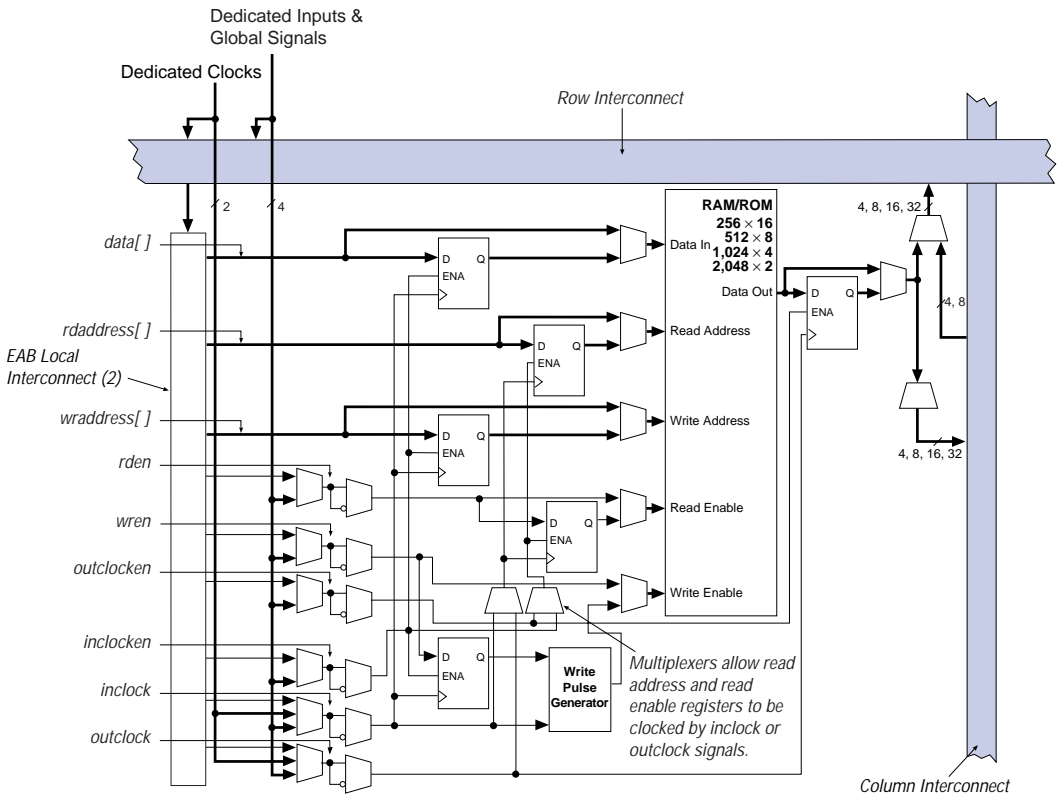 Dedicated Inputs &
Global Signals
Dedicated Clocks
Row Interconnect
2
4
4, 8, 16, 32
RAM/ROM
256 × 16
512 × 8
1,024 × 4
2,048 × 2
data[ ]
D Q
ENA
Data In
Data Out
D Q
ENA
4, 8
rdaddress[ ]
D Q
ENA
Read Address
EAB Local
Interconnect (2)
wraddress[ ]
D Q
ENA
Write Address
4, 8, 16, 32
rden
Read Enable
D Q
ENA
wren
outclocken
Write Enable
inclocken
D Q
ENA
Write
Pulse
Generator
Multiplexers allow read
address and read
enable registers to be
clocked by inclock or
outclock signals.
inclock
outclock
Column Interconnect